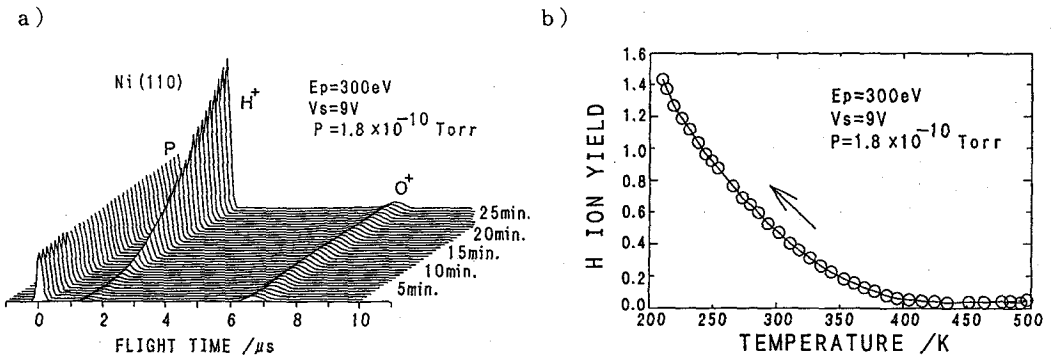 a)
Ni(110)
Ep=300eV
Vs=9V
P=1.8×10⁻¹⁰ Torr
H⁺
P
O⁺
25min.
20min.
15min.
10min.
5min.
0 2 4 6 8 10
FLIGHT TIME /μs
b)
H ION YIELD
1.6
1.4
1.2
1.0
0.8
0.6
0.4
0.2
0.0
Ep=300eV
Vs=9V
P=1.8×10⁻¹⁰ Torr
200 250 300 350 400 450 500
TEMPERATURE /K